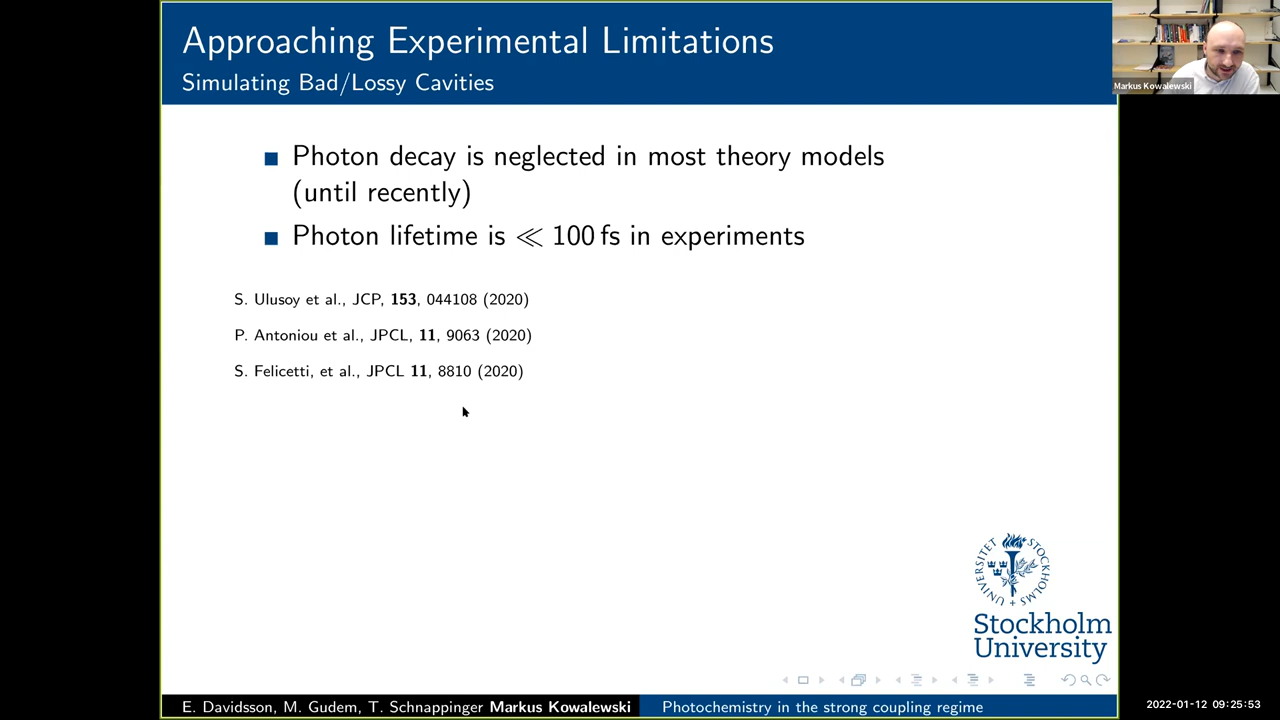 Approaching Experimental Limitations
Simulating Bad/Lossy Cavities
Markus Kowalewski
■ Photon decay is neglected in most theory models
(until recently)
■ Photon lifetime is ≪ 100 fs in experiments
S. Ulusoy et al., JCP, 153, 044108 (2020)
P. Antoniou et al., JPCL, 11, 9063 (2020)
S. Felicetti, et al., JPCL 11, 8810 (2020)
STOCKHOLMS UNIVERSITET
Stockholm
University
E. Davidsson, M. Gudem, T. Schnappinger Markus Kowalewski
Photochemistry in the strong coupling regime
2022-01-12 09:25:53